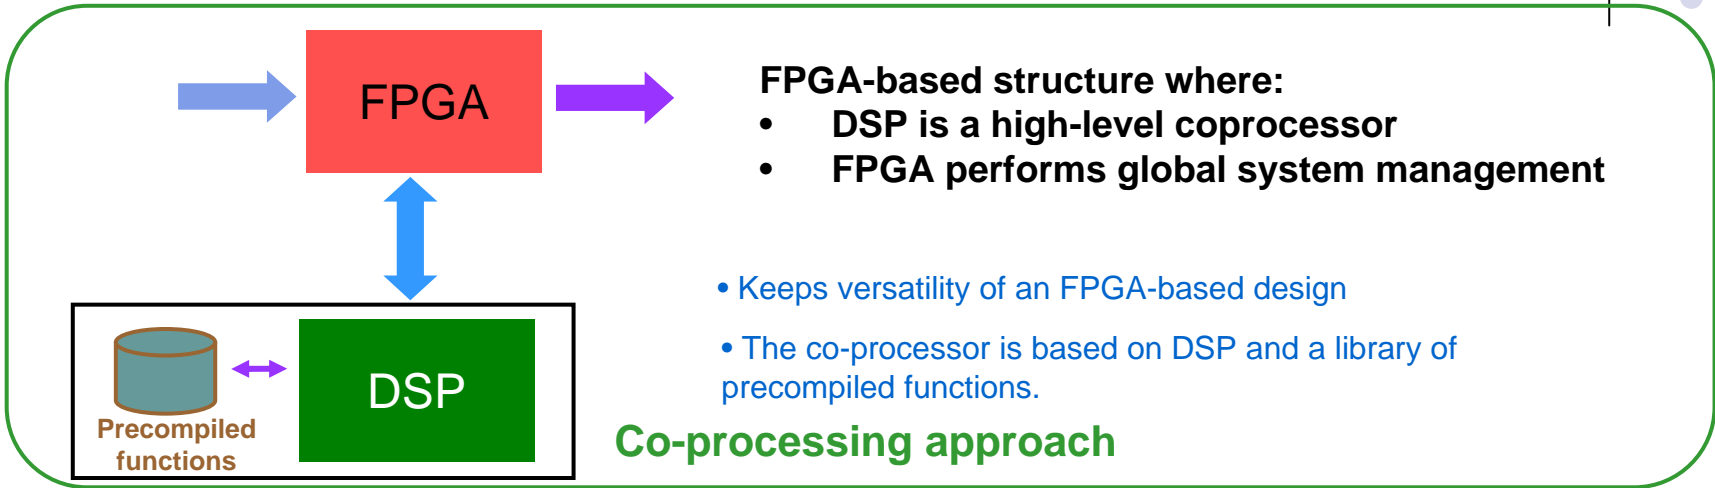 FPGA
FPGA-based structure where:
• DSP is a high-level coprocessor
• FPGA performs global system management
• Keeps versatility of an FPGA-based design
• The co-processor is based on DSP and a library of
precompiled functions.
DSP
Precompiled
functions
Co-processing approach